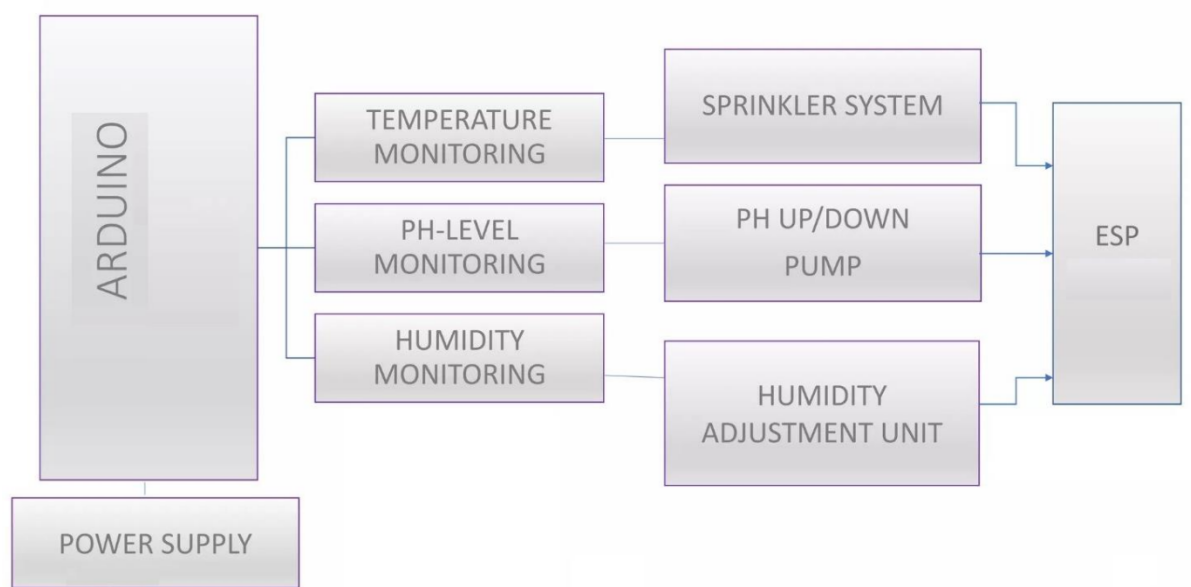 ARDUINO
TEMPERATURE
MONITORING
PH-LEVEL
MONITORING
HUMIDITY
MONITORING
SPRINKLER SYSTEM
PH UP/DOWN
PUMP
HUMIDITY
ADJUSTMENT UNIT
ESP
POWER SUPPLY